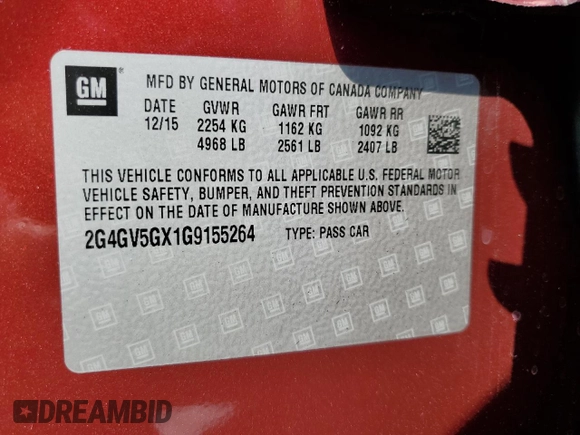 GM
MFD BY GENERAL MOTORS OF CANADA COMPANY
DATE GVWR GAWR FRT GAWR RR
12/15 2254 KG 1162 KG 1092 KG
4968 LB 2561 LB 2407 LB
THIS VEHICLE CONFORMS TO ALL APPLICABLE U.S. FEDERAL MOTOR
VEHICLE SAFETY, BUMPER, AND THEFT PREVENTION STANDARDS IN
EFFECT ON THE DATE OF MANUFACTURE SHOWN ABOVE.
2G4GV5GX1G9155264 TYPE: PASS CAR
DREAMBID